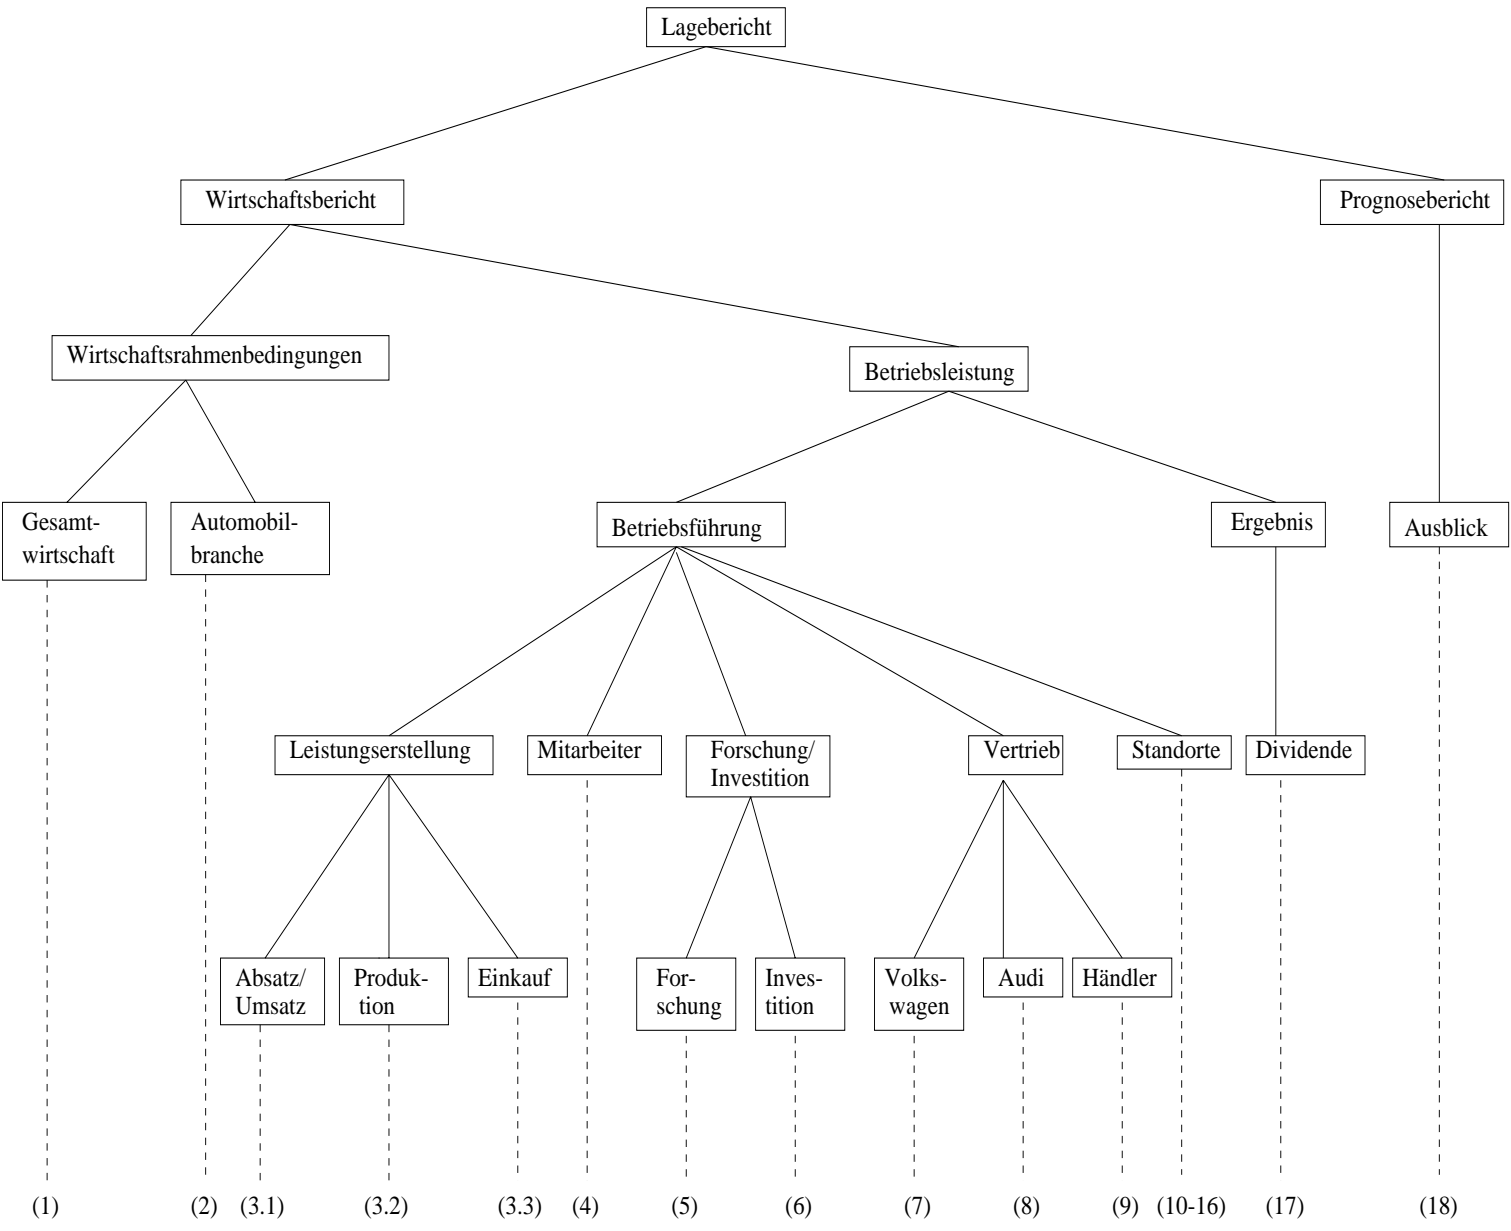 Lagebericht
Wirtschaftsbericht
Prognosebericht
Wirtschaftsrahmenbedingungen
Betriebsleistung
Gesamt-
wirtschaft
Automobil-
branche
Betriebsführung
Ergebnis
Ausblick
Leistungserstellung
Mitarbeiter
Forschung/
Investition
Vertrieb
Standorte
Dividende
Absatz/
Umsatz
Produk-
tion
Einkauf
For-
schung
Inves-
tition
Volks-
wagen
Audi
Händler
(1)
(2)
(3.1)
(3.2)
(3.3)
(4)
(5)
(6)
(7)
(8)
(9)
(10-16)
(17)
(18)